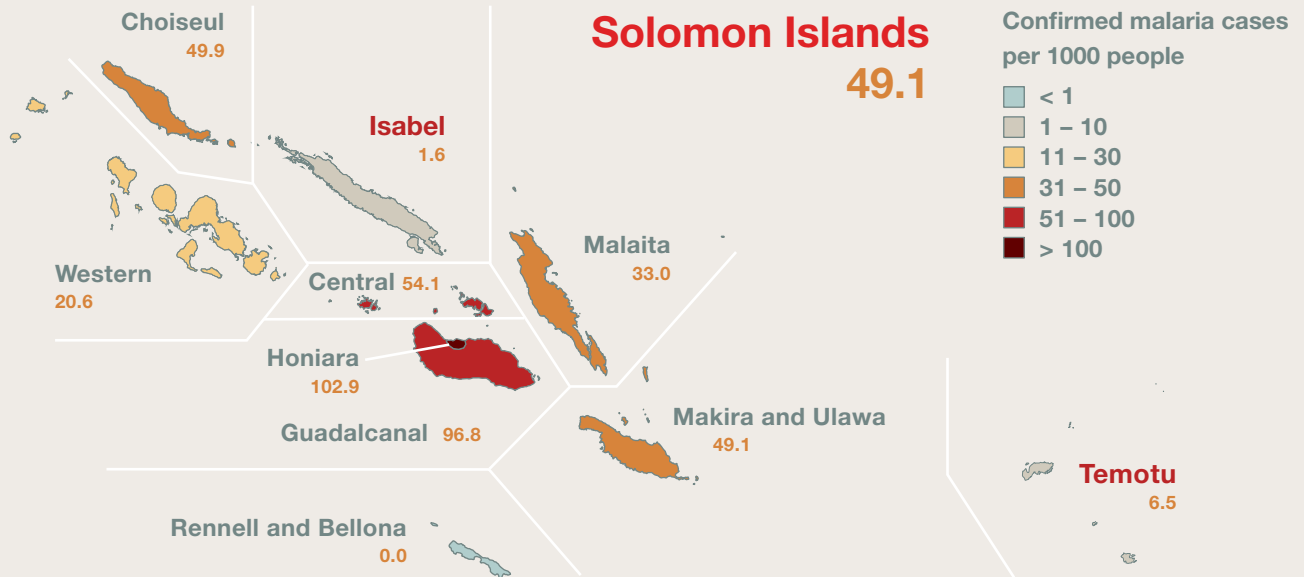 Choiseul
49.9
Solomon Islands
49.1
Confirmed malaria cases
per 1000 people
< 1
1 – 10
11 – 30
31 – 50
51 – 100
> 100
Isabel
1.6
Malaita
33.0
Western
20.6
Central 54.1
Honiara
102.9
Guadalcanal 96.8
Makira and Ulawa
49.1
Temotu
6.5
Rennell and Bellona
0.0